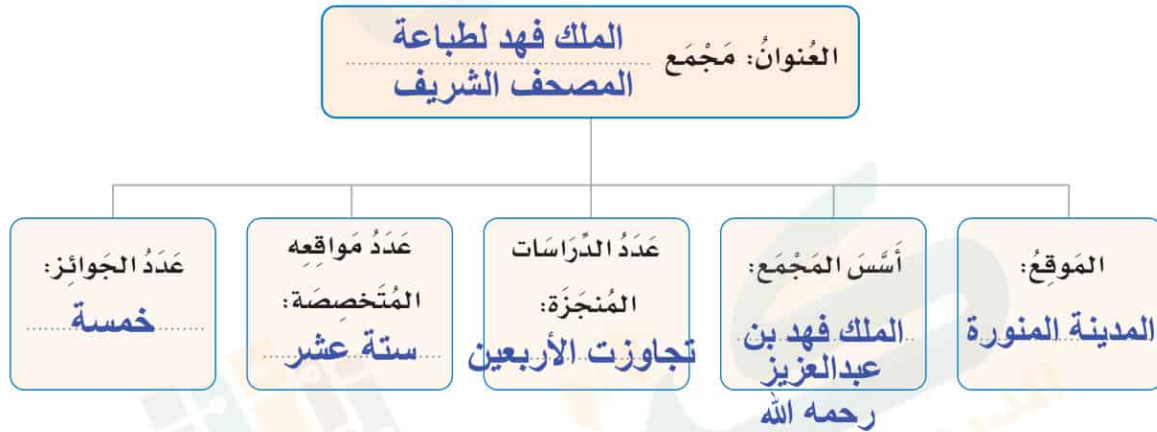 العُنوانُ: مَجْمَع الملك فهد لطباعة
المصحف الشريف
المَوقِعُ:
المدينة المنورة
أَسَّسَ المَجْمَع:
الملك فهد بن
عبدالعزيز
رحمه الله
عَدَدُ الدِّرَاسَات
المُنجَزَة:
تجاوزت الأربعين
عَدَدُ مَواقِعِه
المُتَخصِصَة:
ستة عشر
عَدَدُ الجَوائِز:
خمسة